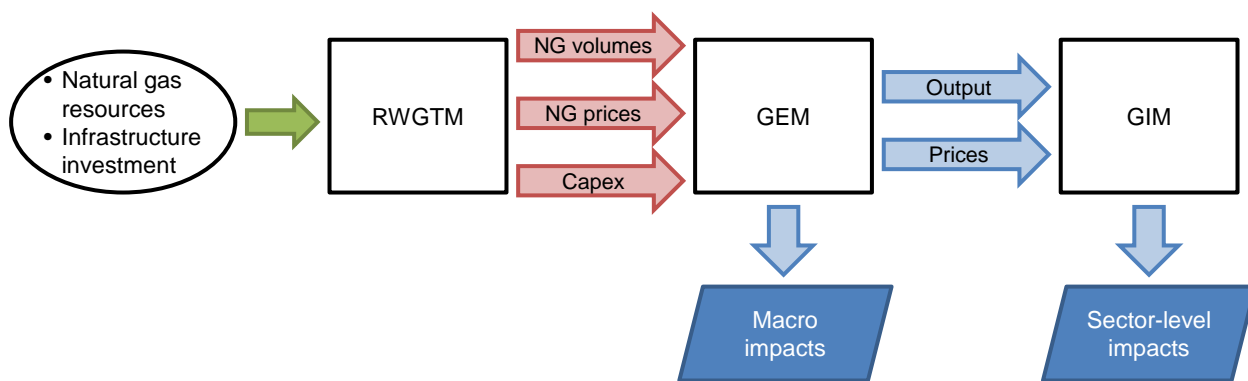 • Natural gas
resources
• Infrastructure
investment
RWGTM
NG volumes
NG prices
Capex
GEM
Output
Prices
GIM
Macro
impacts
Sector-level
impacts